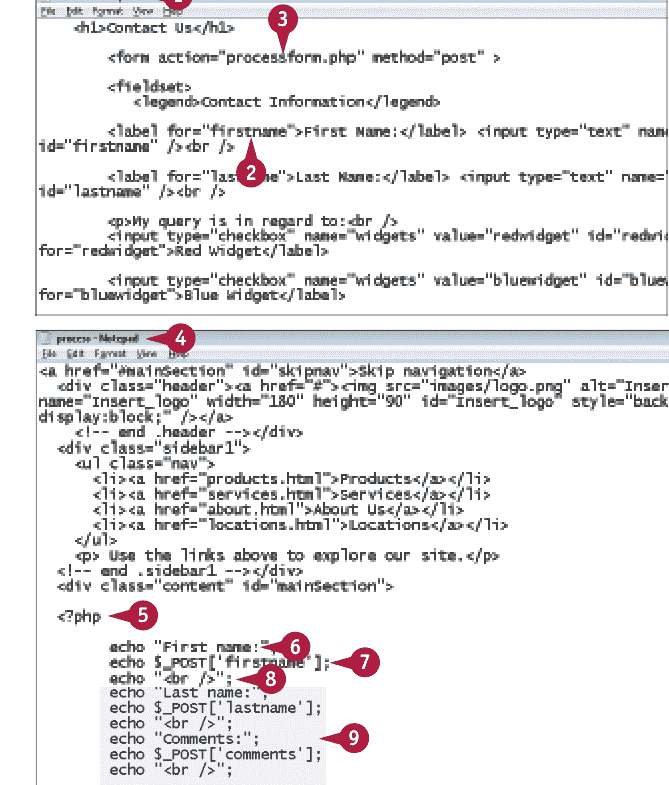 File Edit Format View Help
<h1>Contact Us</h1>
3
<form action="processform.php" method="post" >
<fieldset>
<legend>Contact Information</legend>
<label for="firstname">First Name:</label> <input type="text"
id="firstname" /><br />
2
<label for="lastname">Last Name:</label> <input type="text"
id="lastname" /><br />
<p>My query is in regard to:<br />
<input type="checkbox" name="widgets" value="redwidget"
for="redwidget">Red Widget</label>
<input type="checkbox" name="widgets" value="bluewidget"
for="bluewidget">Blue Widget</label>
process - Notepad 4
File Edit Format View Help
<a href="#mainSection" id="skipnav">Skip navigation</a>
<div class="header"><a href="#"><img src="images/logo.png"
name="Insert_logo" width="180" height="90" id="Insert_logo"
display:block;" /></a>
<!-- end .header --></div>
<div class="sidebar1">
<ul class="nav">
<li><a href="products.html">Products</a></li>
<li><a href="services.html">Services</a></li>
<li><a href="about.html">About Us</a></li>
<li><a href="locations.html">Locations</a></li>
</ul>
<p> Use the links above to explore our site.</p>
<!-- end .sidebar1 --></div>
<div class="content" id="mainSection">
<?php 5
echo "First name:"; 6
echo $_POST['firstname']; 7
echo "<br />"; 8
echo "Last name:";
echo $_POST['lastname'];
echo "<br />";
echo "Comments:"; 9
echo $_POST['comments'];
echo "<br />";